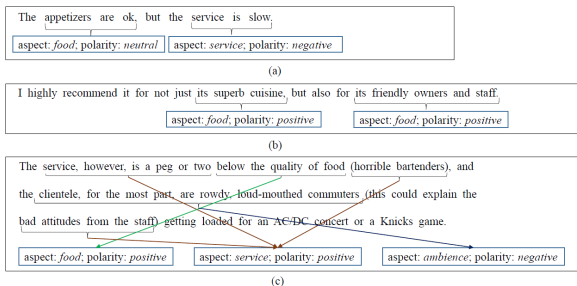 The appetizers are ok, but the service is slow.
aspect: food; polarity: neutral
aspect: service; polarity: negative
(a)
I highly recommend it for not just its superb cuisine, but also for its friendly owners and staff.
aspect: food; polarity: positive
aspect: food; polarity: positive
(b)
The service, however, is a peg or two below the quality of food (horrible bartenders), and
the clientele, for the most part, are rowdy, loud-mouthed commuters (this could explain the
bad attitudes from the staff) getting loaded for an AC/DC concert or a Knicks game.
aspect: food; polarity: positive
aspect: service; polarity: positive
aspect: ambience; polarity: negative
(c)